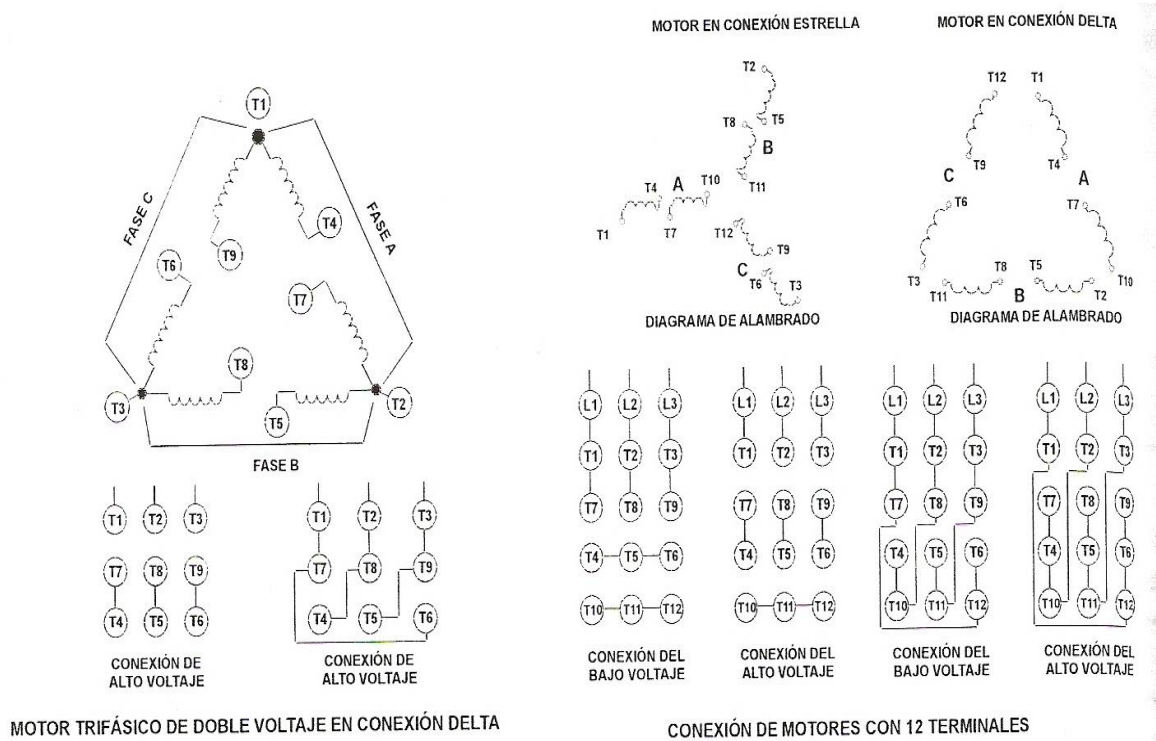 T1
FASE C
FASE A
T4
T9
T6
T7
T8
T3
T5
T2
FASE B
T1 T2 T3
T7 T8 T9
T4 T5 T6
CONEXIÓN DE
ALTO VOLTAJE
T1 T2 T3
T7 T8 T9
T4 T5 T6
CONEXIÓN DE
ALTO VOLTAJE
MOTOR TRIFÁSICO DE DOBLE VOLTAJE EN CONEXIÓN DELTA
MOTOR EN CONEXIÓN ESTRELLA
T2
T5
T8
B
T11
T4 A T10
T1 T7
T12
T9
C
T6 T3
DIAGRAMA DE ALAMBRADO
MOTOR EN CONEXIÓN DELTA
T12 T1
T9 T4
C A
T6 T7
T3 T8 T5 T10
T11 B T2
DIAGRAMA DE ALAMBRADO
L1 L2 L3
T1 T2 T3
T7 T8 T9
T4 T5 T6
T10 T11 T12
CONEXIÓN DEL
BAJO VOLTAJE
L1 L2 L3
T1 T2 T3
T7 T8 T9
T4 T5 T6
T10 T11 T12
CONEXIÓN DEL
ALTO VOLTAJE
L1 L2 L3
T1 T2 T3
T7 T8 T9
T4 T5 T6
T10 T11 T12
CONEXIÓN DEL
BAJO VOLTAJE
L1 L2 L3
T1 T2 T3
T7 T8 T9
T4 T5 T6
T10 T11 T12
CONEXIÓN DEL
ALTO VOLTAJE
CONEXIÓN DE MOTORES CON 12 TERMINALES